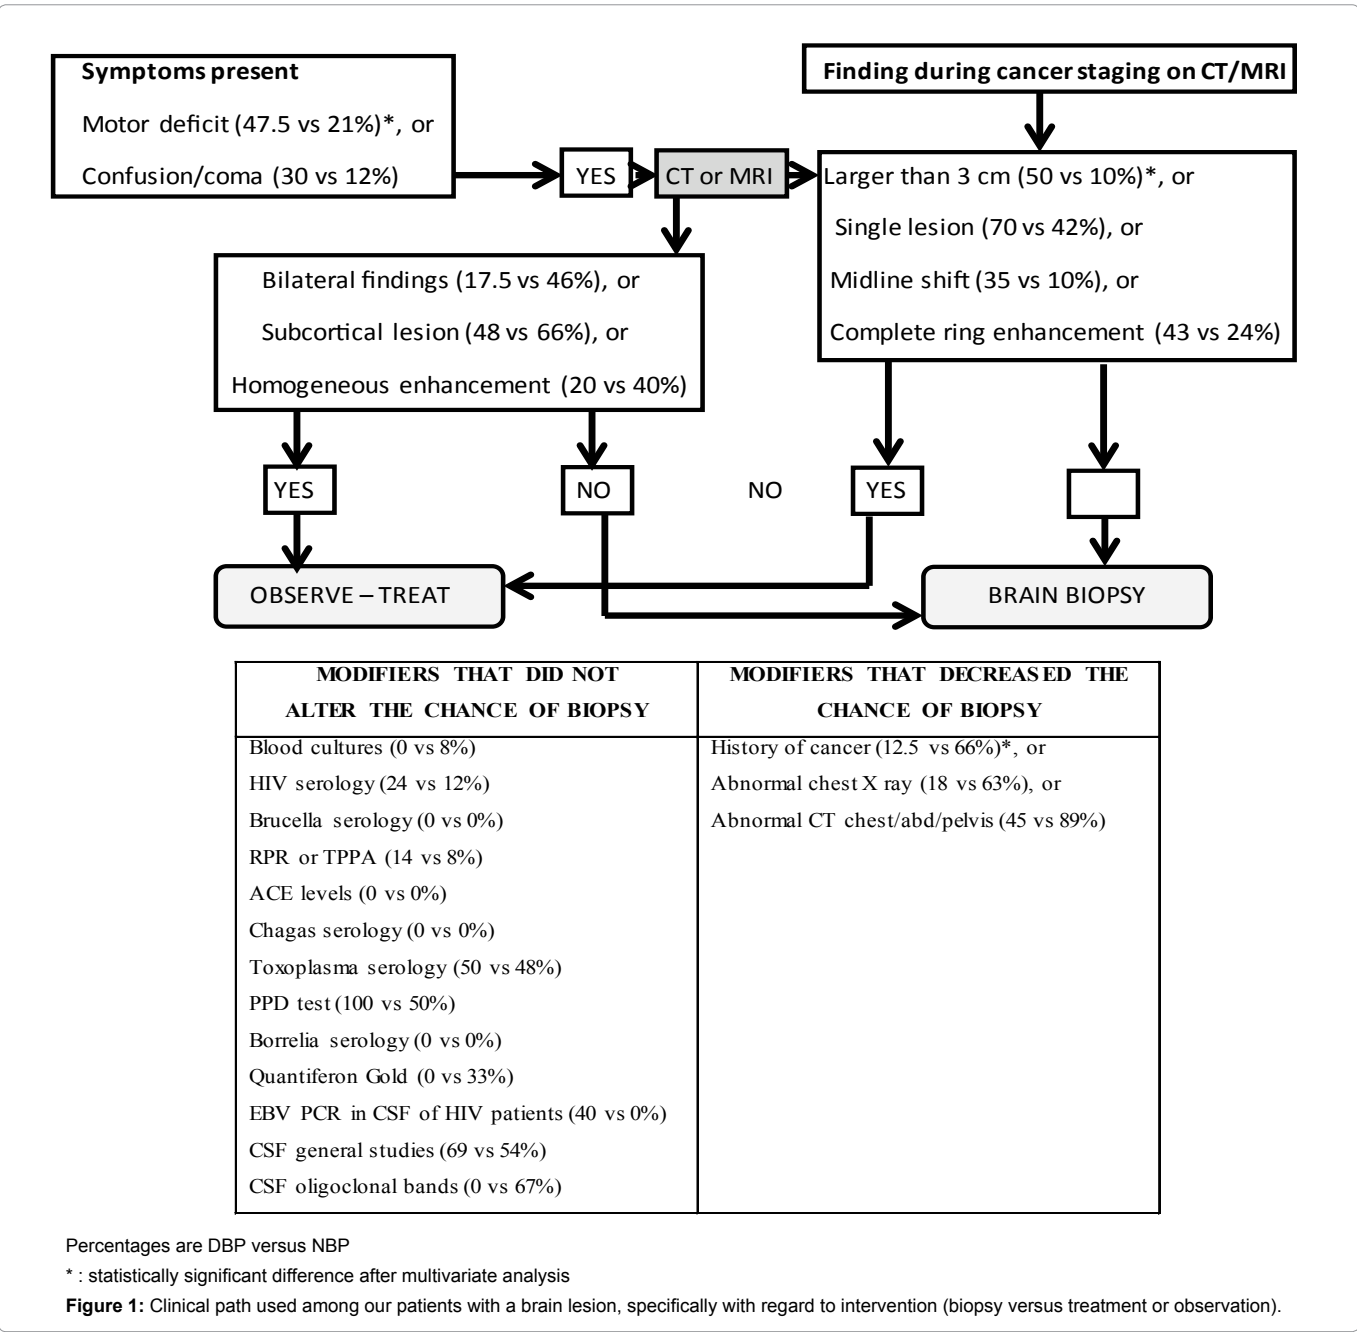 Symptoms present
Motor deficit (47.5 vs 21%)*, or
Confusion/coma (30 vs 12%)
Finding during cancer staging on CT/MRI
YES
CT or MRI
Larger than 3 cm (50 vs 10%)*, or
Single lesion (70 vs 42%), or
Midline shift (35 vs 10%), or
Complete ring enhancement (43 vs 24%)
Bilateral findings (17.5 vs 46%), or
Subcortical lesion (48 vs 66%), or
Homogeneous enhancement (20 vs 40%)
YES
NO
NO
YES
OBSERVE – TREAT
BRAIN BIOPSY
MODIFIERS THAT DID NOT
ALTER THE CHANCE OF BIOPSY
Blood cultures (0 vs 8%)
HIV serology (24 vs 12%)
Brucella serology (0 vs 0%)
RPR or TPPA (14 vs 8%)
ACE levels (0 vs 0%)
Chagas serology (0 vs 0%)
Toxoplasma serology (50 vs 48%)
PPD test (100 vs 50%)
Borrelia serology (0 vs 0%)
Quantiferon Gold (0 vs 33%)
EBV PCR in CSF of HIV patients (40 vs 0%)
CSF general studies (69 vs 54%)
CSF oligoclonal bands (0 vs 67%)
MODIFIERS THAT DECREASED THE
CHANCE OF BIOPSY
History of cancer (12.5 vs 66%)*, or
Abnormal chest X ray (18 vs 63%), or
Abnormal CT chest/abd/pelvis (45 vs 89%)
Percentages are DBP versus NBP
* : statistically significant difference after multivariate analysis
Figure 1: Clinical path used among our patients with a brain lesion, specifically with regard to intervention (biopsy versus treatment or observation).